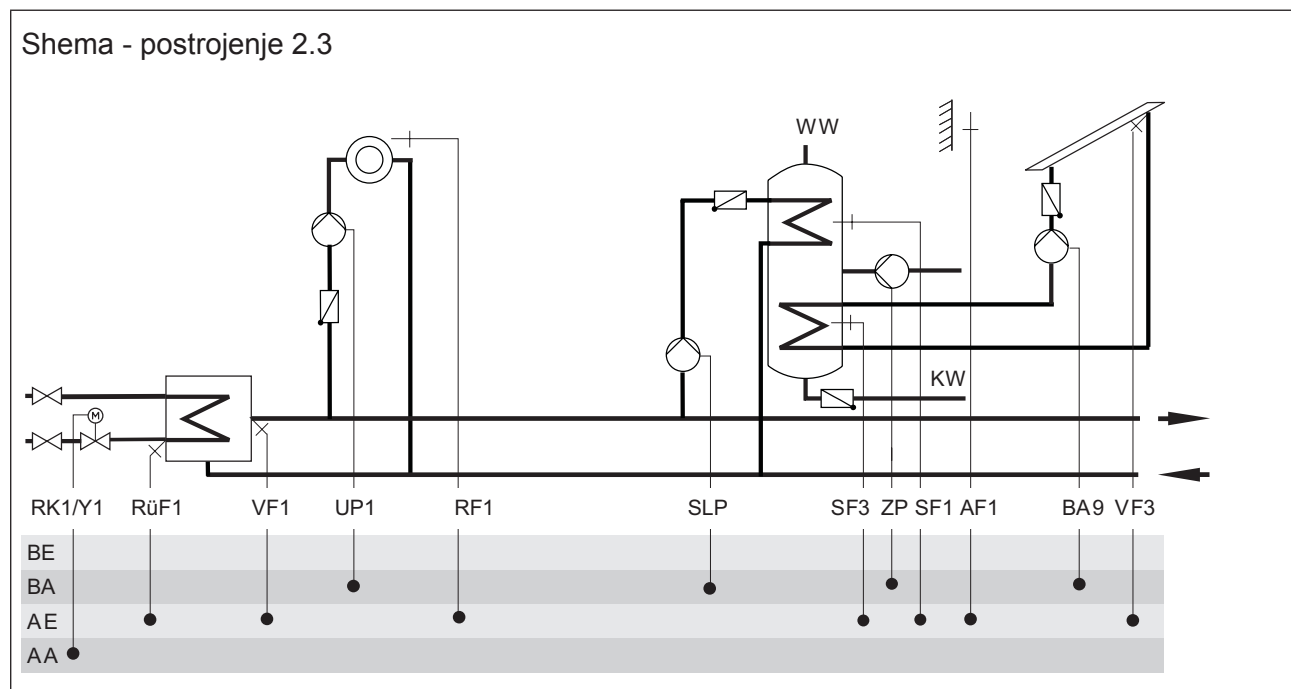 Shema - postrojenje 2.3
WW
M
KW
RK1/Y1 RüF1 VF1 UP1 RF1 SLP SF3 ZP SF1 AF1 BA9 VF3
BE
BA
AE
AA